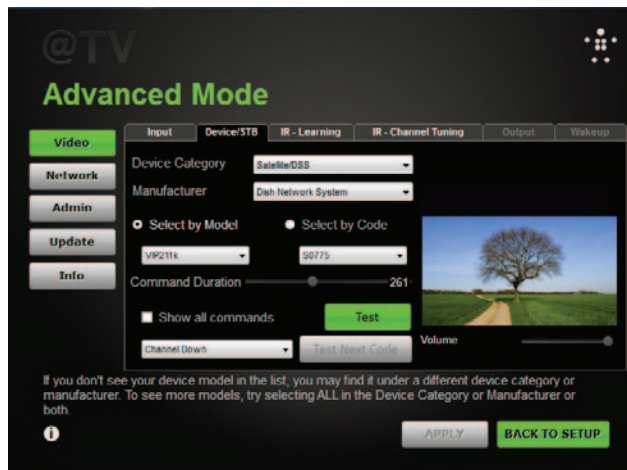 @TV
Advanced Mode
Video
Network
Admin
Update
Info
Input Device/STB IR - Learning IR - Channel Tuning Output Wakeup
Device Category Satellite/DSS
Manufacturer Dish Network System
Select by Model Select by Code
VIP211k S0775
Command Duration 261
Show all commands Test
Channel Down Test Next Code
Volume
If you don't see your device model in the list, you may find it under a different device category or
manufacturer. To see more models, try selecting ALL in the Device Category or Manufacturer or
both.
APPLY BACK TO SETUP